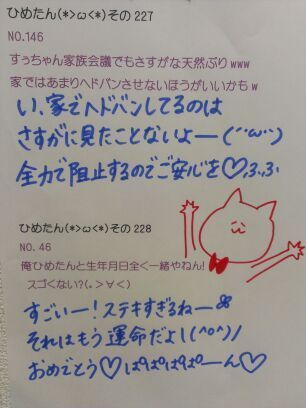 ひめたん(*>ω<*)その 227
NO.146
すぅちゃん家族会議でもさすがな天然ぶりwww
家ではあまりヘドバンさせないほうがいいかもw
い、家でヘドバンしてるのは
さすがに見たことないよー(´･ω･`)
全力で阻止するのでご安心を♡ふふ
ひめたん(*>ω<*)その 228
NO. 46
俺ひめたんと生年月日全く一緒やねん!
スゴくない?(。>∀<)
すごいー!ステキすぎるねー
それはもう運命だよ!(^o^)/
おめでとう♡ぱぱぱぱーん♡